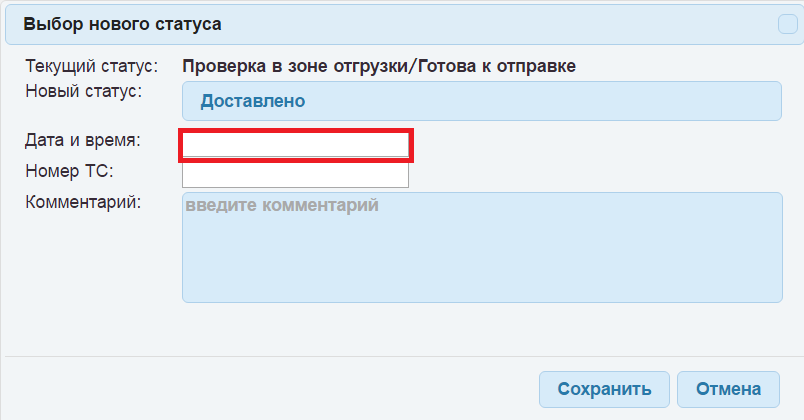 Выбор нового статуса
Текущий статус: Проверка в зоне отгрузки/Готова к отправке
Новый статус: Доставлено
Дата и время:
Номер ТС:
Комментарий: введите комментарий
Сохранить Отмена